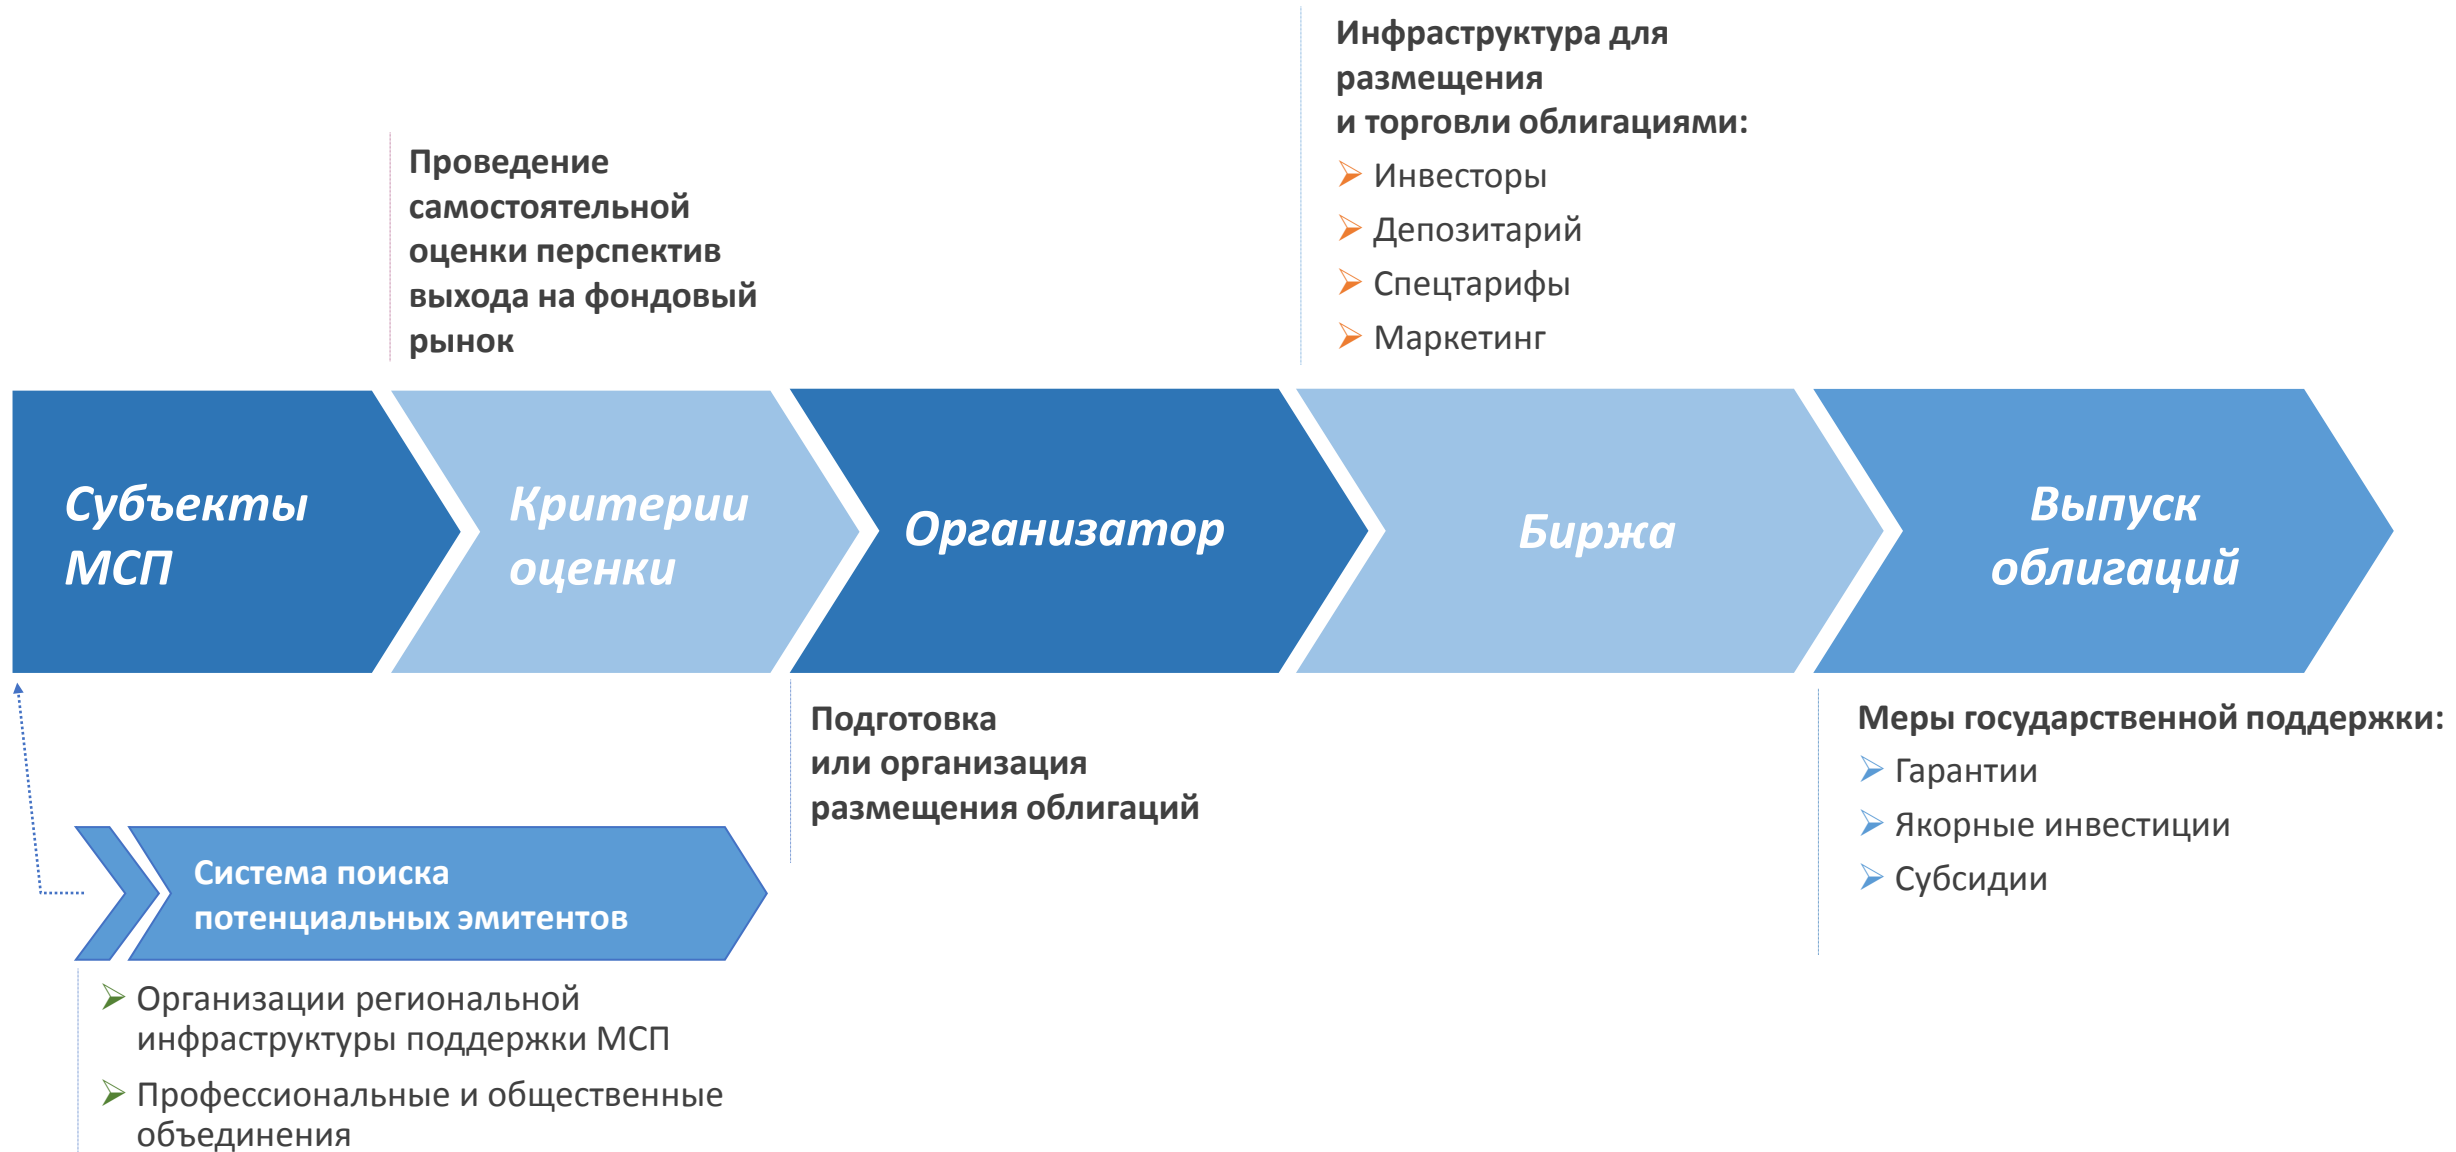 Инфраструктура для
размещения
и торговли облигациями:
Инвесторы
Депозитарий
Спецтарифы
Маркетинг
Проведение
самостоятельной
оценки перспектив
выхода на фондовый
рынок
Субъекты
МСП
Критерии
оценки
Организатор
Биржа
Выпуск
облигаций
Подготовка
или организация
размещения облигаций
Меры государственной поддержки:
Гарантии
Якорные инвестиции
Субсидии
Система поиска
потенциальных эмитентов
Организации региональной
инфраструктуры поддержки МСП
Профессиональные и общественные
объединения